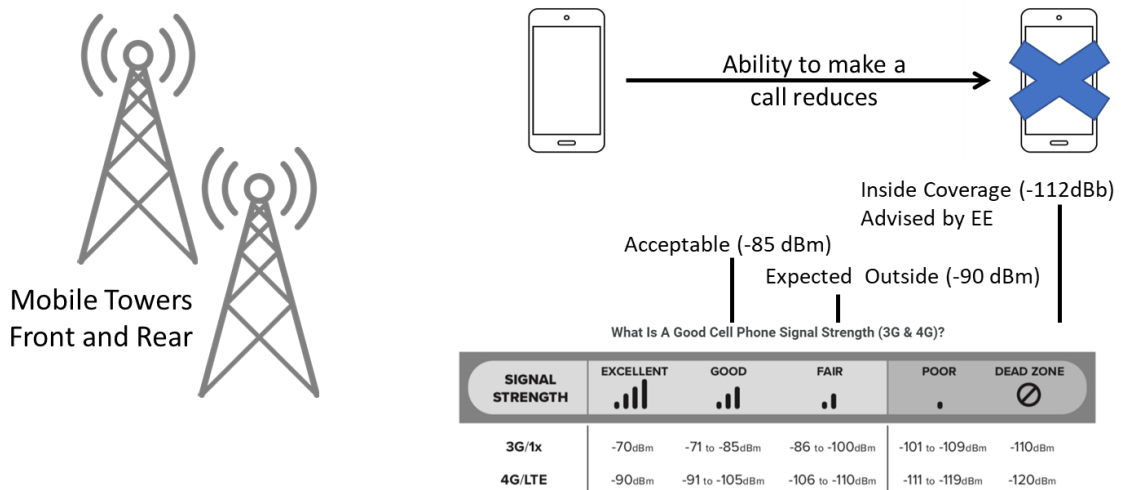 Ability to make a
call reduces
Mobile Towers
Front and Rear
Inside Coverage (-112dBb)
Advised by EE
Acceptable (-85 dBm)
Expected Outside (-90 dBm)
What Is A Good Cell Phone Signal Strength (3G & 4G)?
SIGNAL STRENGTH EXCELLENT GOOD FAIR POOR DEAD ZONE
3G/1x -70dBm -71 to -85dBm -86 to -100dBm -101 to -109dBm -110dBm
4G/LTE -90dBm -91 to -105dBm -106 to -110dBm -111 to -119dBm -120dBm